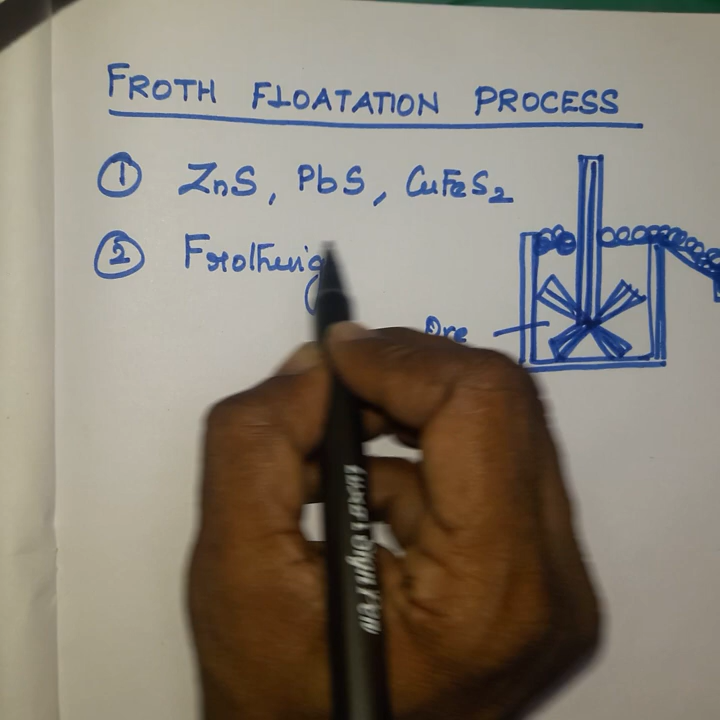 FROTH FLOATATION PROCESS
① ZnS, PbS, CuFeS₂
② Frothing
Ore